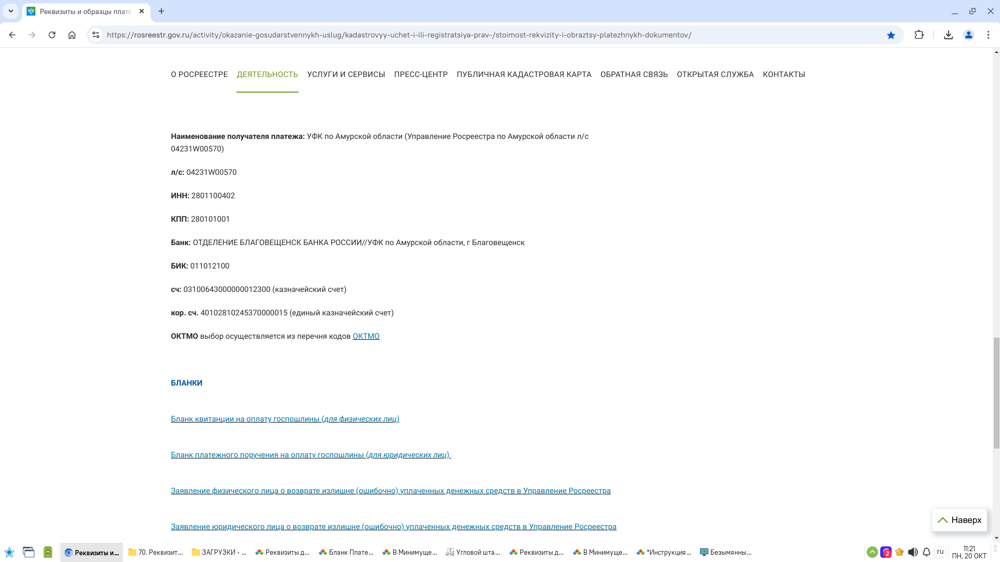 Реквизиты и образцы плате
https://rosreestr.gov.ru/activity/okazanie-gosudarstvennykh-uslug/kadastrovyy-uchet-i-ili-registratsiya-prav-/stoimost-rekvizity-i-obraztsy-platezhnykh-dokumentov/
О РОСРЕЕСТРЕ ДЕЯТЕЛЬНОСТЬ УСЛУГИ И СЕРВИСЫ ПРЕСС-ЦЕНТР ПУБЛИЧНАЯ КАДАСТРОВАЯ КАРТА ОБРАТНАЯ СВЯЗЬ ОТКРЫТАЯ СЛУЖБА КОНТАКТЫ
Наименование получателя платежа: УФК по Амурской области (Управление Росреестра по Амурской области л/с
04231W00570)
л/с: 04231W00570
ИНН: 2801100402
КПП: 280101001
Банк: ОТДЕЛЕНИЕ БЛАГОВЕЩЕНСК БАНКА РОССИИ//УФК по Амурской области, г Благовещенск
БИК: 011012100
сч: 03100643000000012300 (казначейский счет)
кор. сч. 40102810245370000015 (единый казначейский счет)
ОКТМО выбор осуществляется из перечня кодов ОКТМО
БЛАНКИ
Бланк квитанции на оплату госпошлины (для физических лиц)
Бланк платежного поручения на оплату госпошлины (для юридических лиц)
Заявление физического лица о возврате излишне (ошибочно) уплаченных денежных средств в Управление Росреестра
Заявление юридического лица о возврате излишне (ошибочно) уплаченных денежных средств в Управление Росреестра
Наверх
Реквизиты и... 70. Реквизит... ЗАГРУЗКИ - ... Реквизиты д... Бланк Плате... В Минимуще... Угловой шта... Реквизиты д... В Минимуще... *Инструкция... Безымянны... 2 ru 11:21
ПН, 20 ОКТ